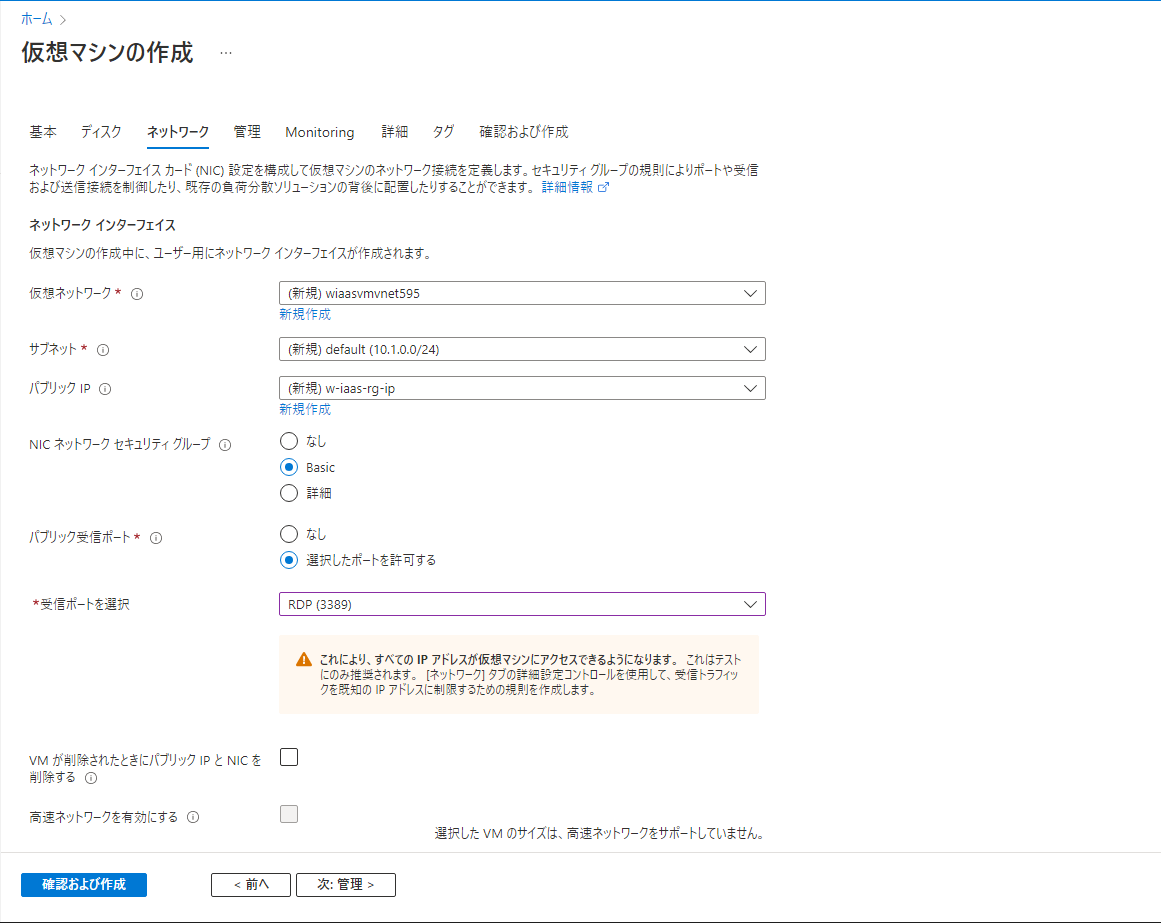 ホーム >
仮想マシンの作成 …
基本 ディスク ネットワーク 管理 Monitoring 詳細 タグ 確認および作成
ネットワーク インターフェイス カード (NIC) 設定を構成して仮想マシンのネットワーク接続を定義します。セキュリティ グループの規則によりポートや受信
および送信接続を制御したり、既存の負荷分散ソリューションの背後に配置したりすることができます。 詳細情報
ネットワーク インターフェイス
仮想マシンの作成中に、ユーザー用にネットワーク インターフェイスが作成されます。
仮想ネットワーク * (新規) wiaasvmvnet595
新規作成
サブネット * (新規) default (10.1.0.0/24)
パブリック IP (新規) w-iaas-rg-ip
新規作成
NIC ネットワーク セキュリティ グループ なし
Basic
詳細
パブリック受信ポート * なし
選択したポートを許可する
*受信ポートを選択 RDP (3389)
これにより、すべての IP アドレスが仮想マシンにアクセスできるようになります。 これはテスト
にのみ推奨されます。 [ネットワーク] タブの詳細設定コントロールを使用して、受信トラフィッ
クを既知の IP アドレスに制限するための規則を作成します。
VM が削除されたときにパブリック IP と NIC を
削除する
高速ネットワークを有効にする
選択した VM のサイズは、高速ネットワークをサポートしていません。
確認および作成 < 前へ 次: 管理 >